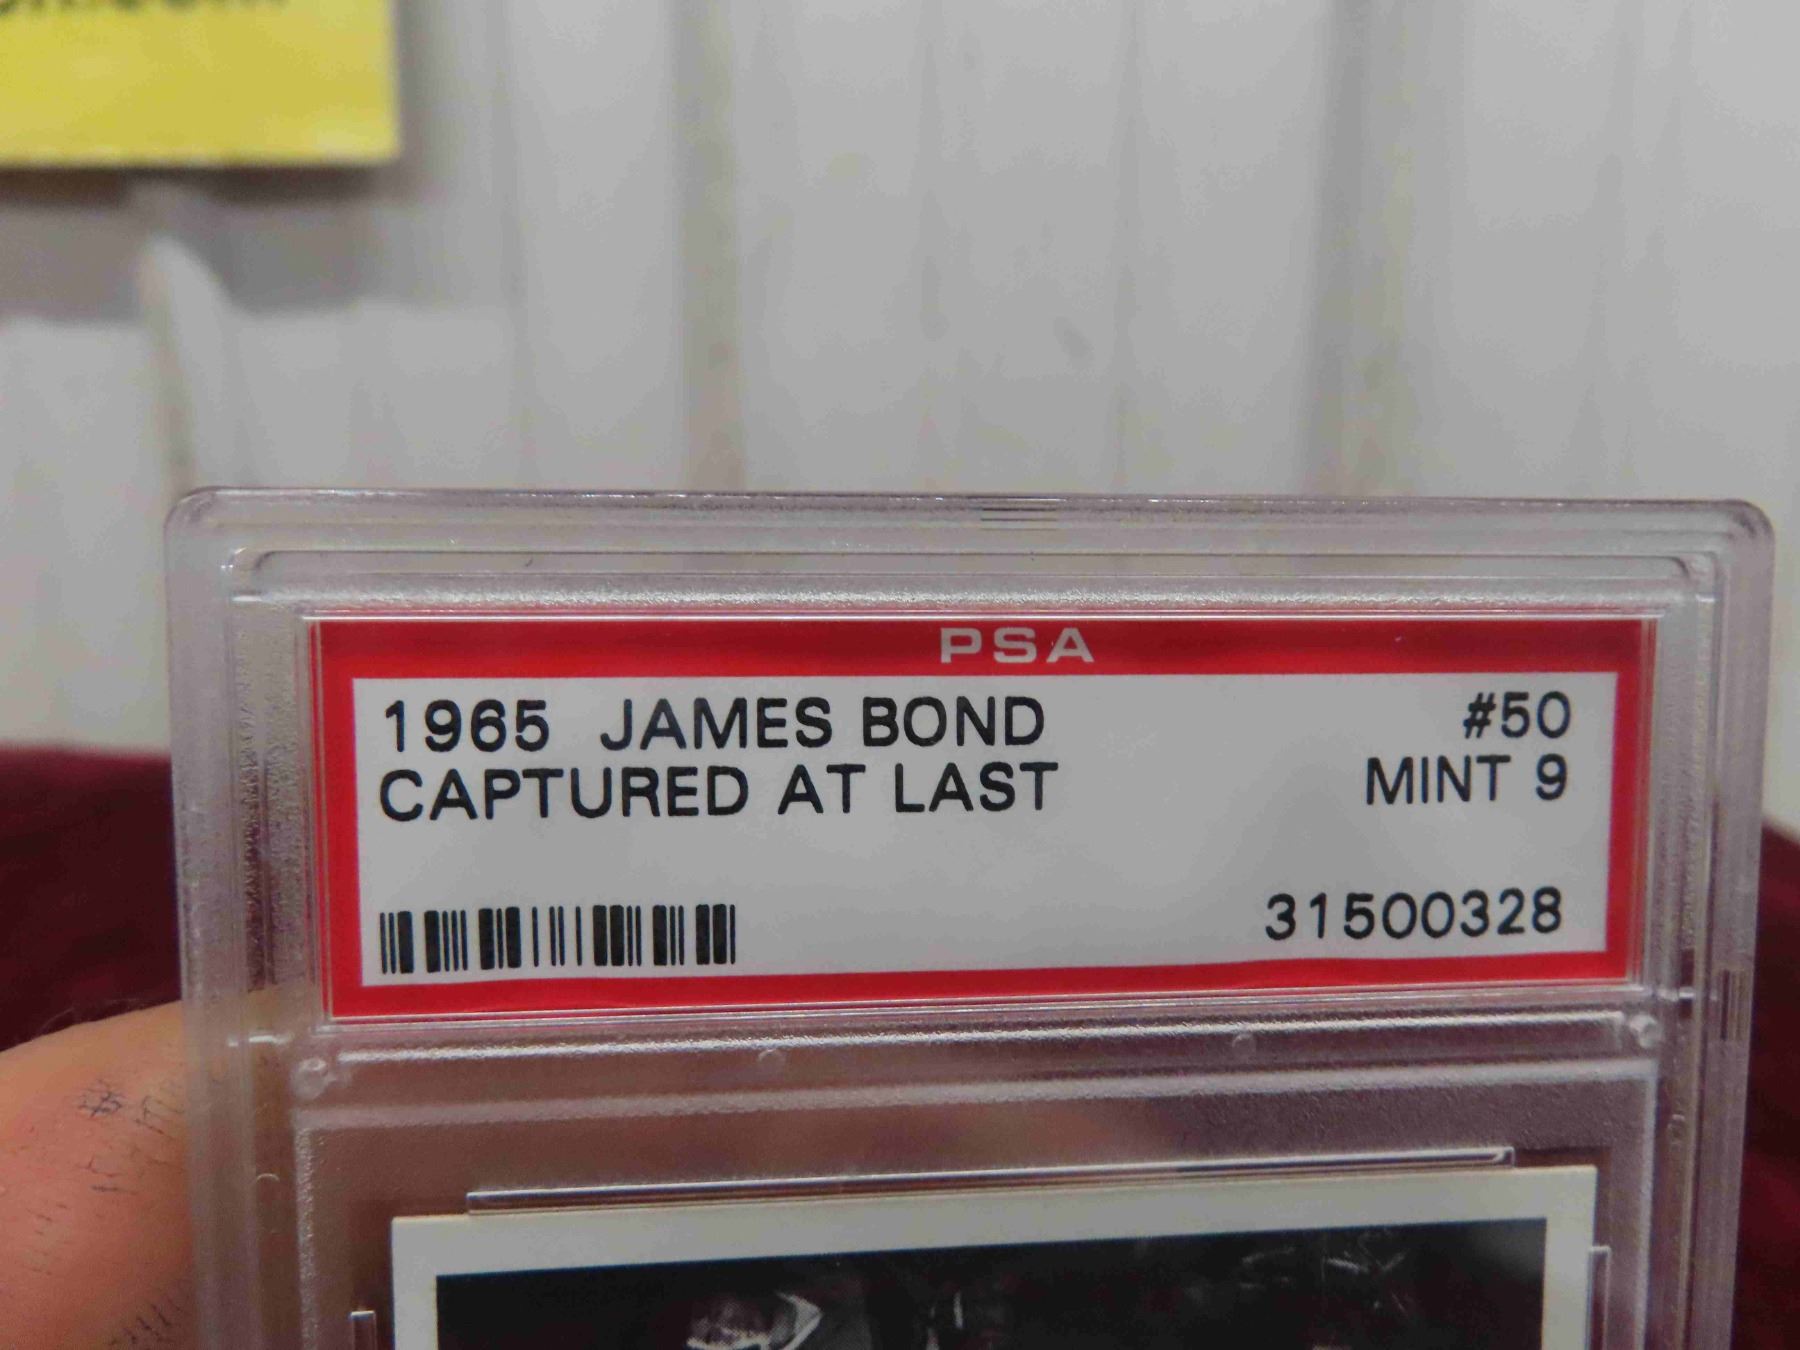 PSA
1965 JAMES BOND #50
CAPTURED AT LAST MINT 9
31500328